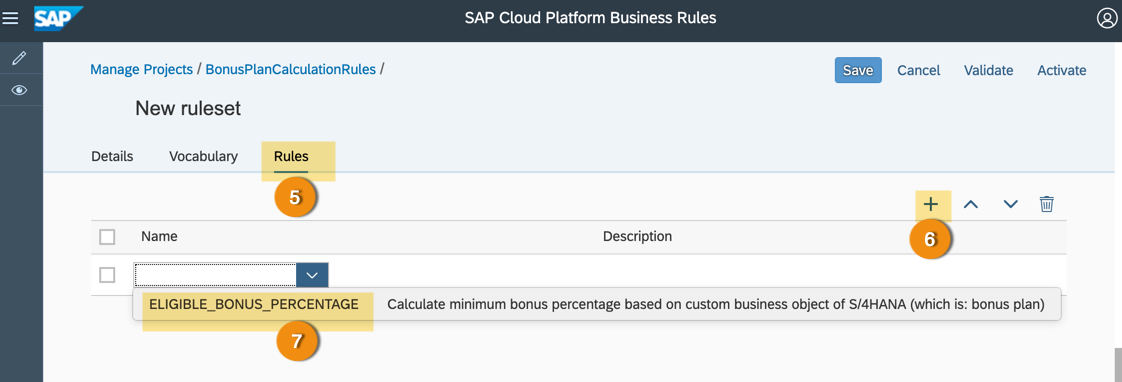 SAP SAP Cloud Platform Business Rules
Manage Projects / BonusPlanCalculationRules / Save Cancel Validate Activate
New ruleset
Details Vocabulary Rules
5
6
Name Description
ELIGIBLE_BONUS_PERCENTAGE Calculate minimum bonus percentage based on custom business object of S/4HANA (which is: bonus plan)
7